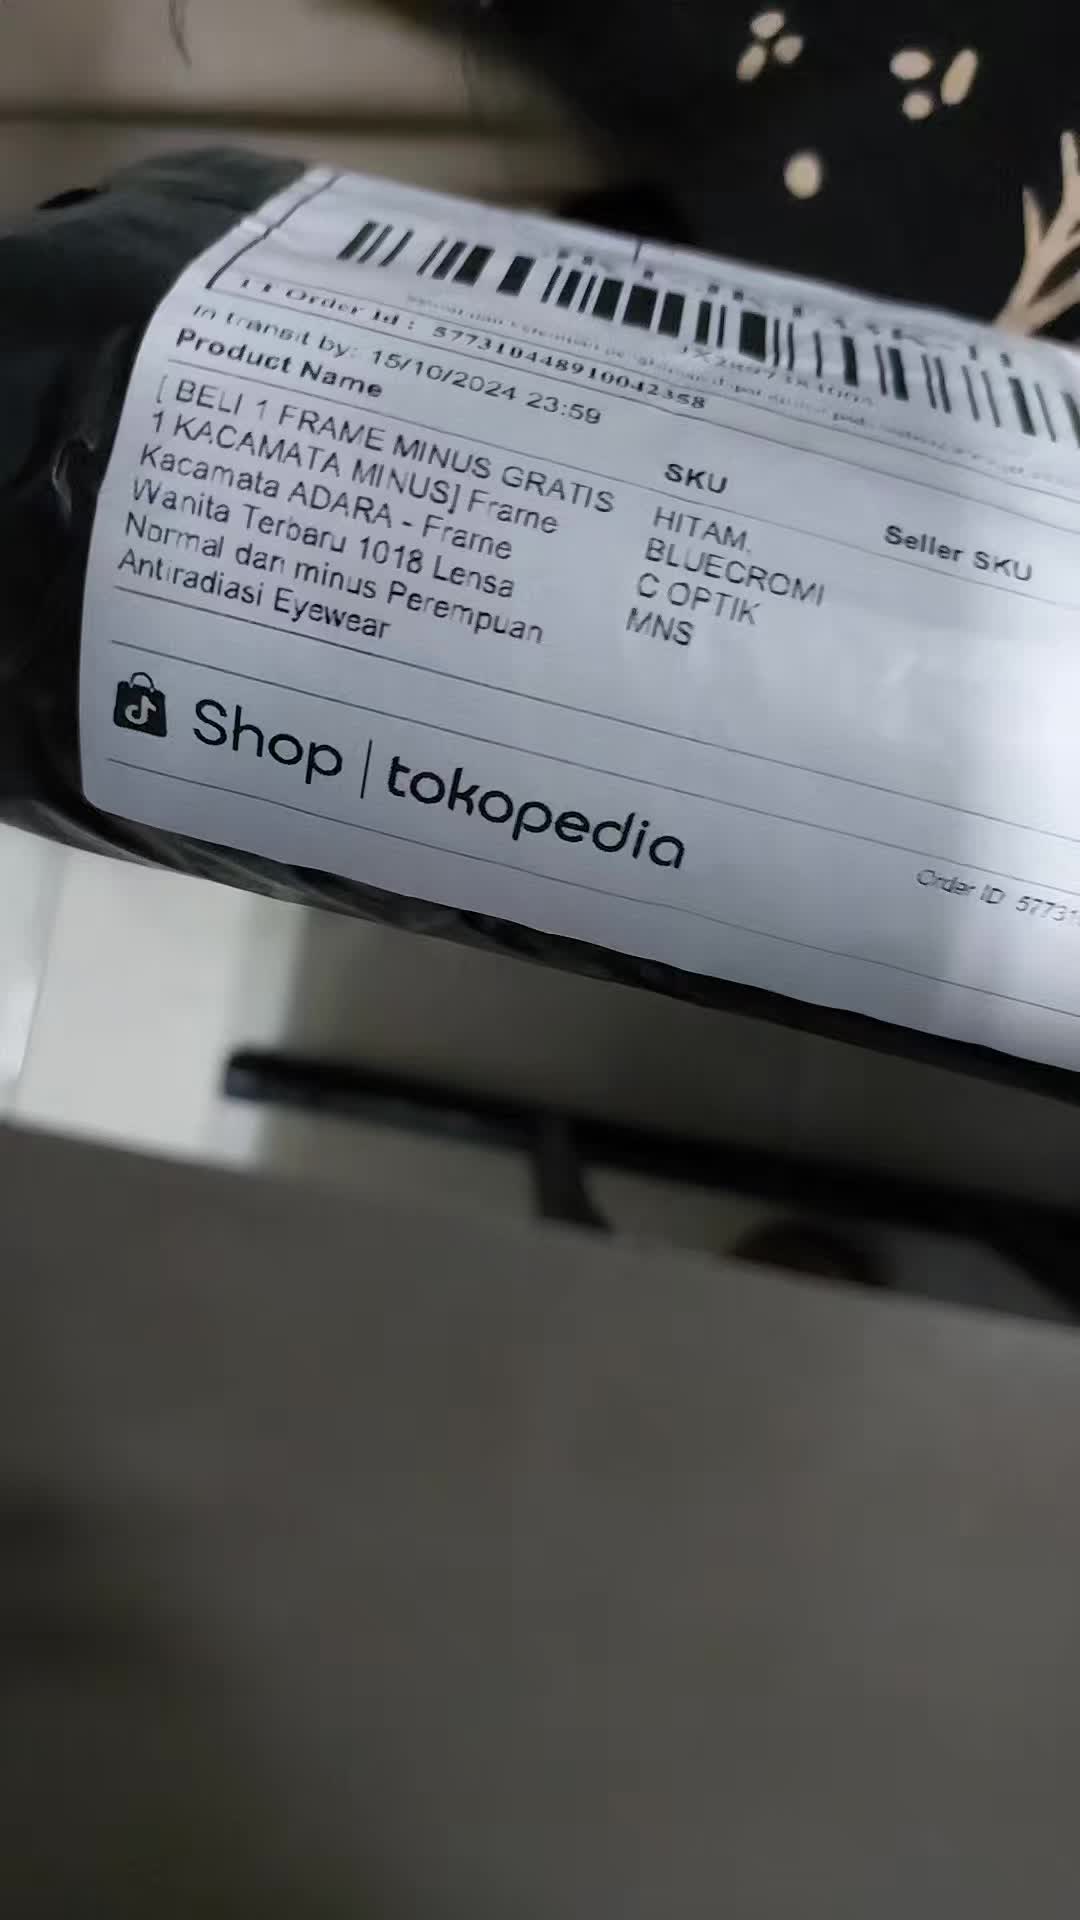 TT Order Id : 577310448910042358
In transit by: 15/10/2024 23:59
Product Name
SKU
Seller SKU
[ BELI 1 FRAME MINUS GRATIS
1 KACAMATA MINUS] Frame
Kacamata ADARA - Frame
Wanita Terbaru 1018 Lensa
Normal dan minus Perempuan
Antiradiasi Eyewear
HITAM,
BLUECROMI
C OPTIK
MNS
Shop | tokopedia
Order ID